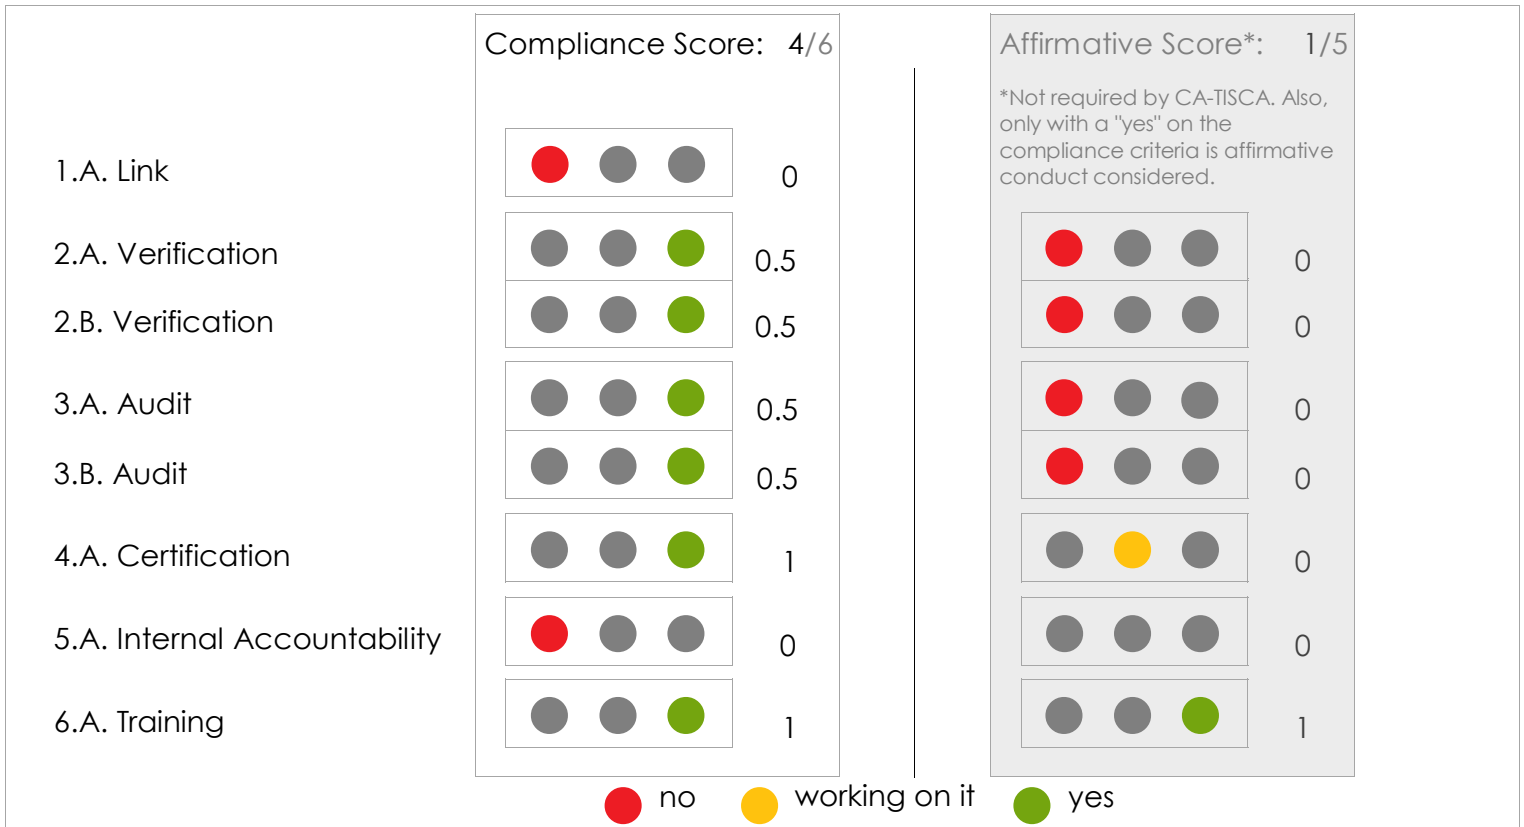 Compliance Score: 4/6
Affirmative Score*: 1/5
*Not required by CA-TISCA. Also,
only with a "yes" on the
compliance criteria is affirmative
conduct considered.
1.A. Link 0
2.A. Verification 0.5 0
2.B. Verification 0.5 0
3.A. Audit 0.5 0
3.B. Audit 0.5 0
4.A. Certification 1 0
5.A. Internal Accountability 0 0
6.A. Training 1 1
no working on it yes